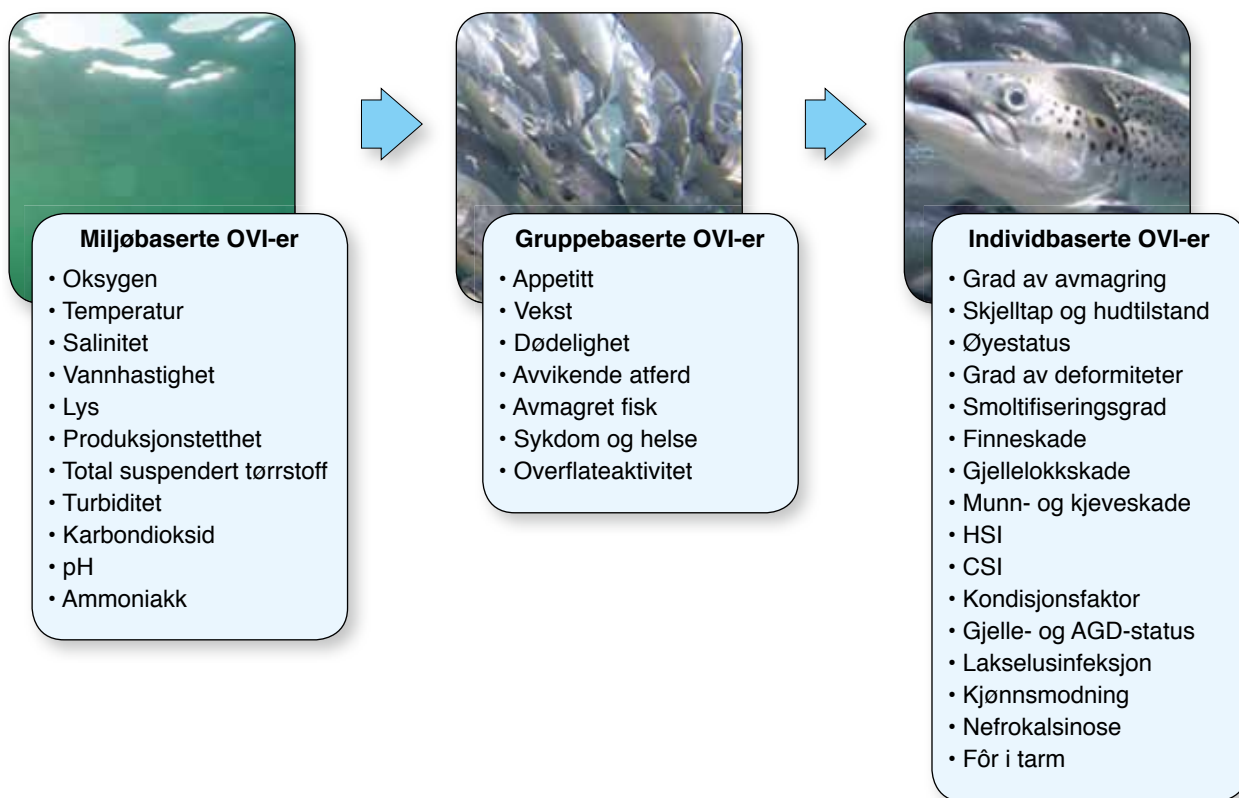 Miljøbaserte OVI-er
• Oksygen
• Temperatur
• Salinitet
• Vannhastighet
• Lys
• Produksjonstetthet
• Total suspendert tørrstoff
• Turbiditet
• Karbondioksid
• pH
• Ammoniakk
Gruppebaserte OVI-er
• Appetitt
• Vekst
• Dødelighet
• Avvikende atferd
• Avmagret fisk
• Sykdom og helse
• Overflateaktivitet
Individbaserte OVI-er
• Grad av avmagring
• Skjelltap og hudtilstand
• Øyestatus
• Grad av deformiteter
• Smoltifiseringsgrad
• Finneskade
• Gjellelokkskade
• Munn- og kjeveskade
• HSI
• CSI
• Kondisjonsfaktor
• Gjelle- og AGD-status
• Lakselusinfeksjon
• Kjønnsmodning
• Nefrokalsinose
• Fôr i tarm